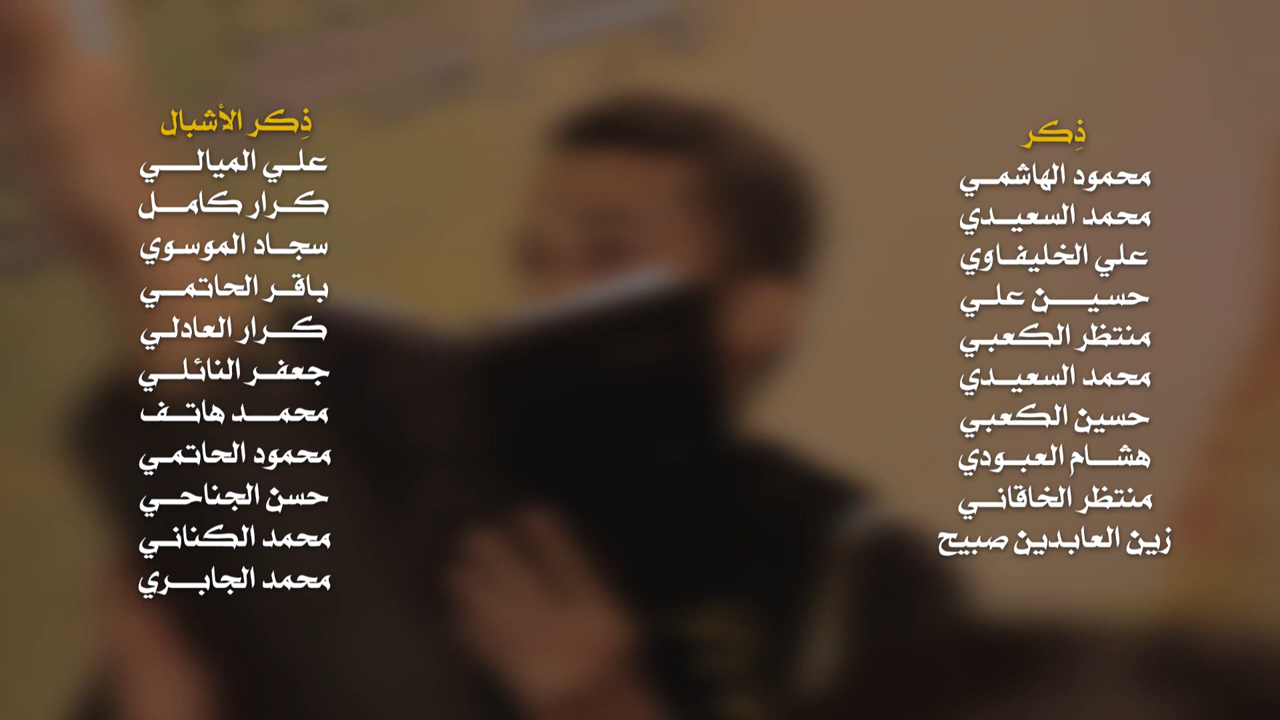 ذِكر
محمود الهاشمي
محمد السعيدي
علي الخليفاوي
حسين علي
منتظر الكعبي
محمد السعيدي
حسين الكعبي
هشام العبودي
منتظر الخاقاني
زين العابدين صبيح
ذِكر الأشبال
علي الميالي
كرار كامل
سجاد الموسوي
باقر الحاتمي
كرار العادلي
جعفر النائلي
محمد هاتف
محمود الحاتمي
حسن الجناحي
محمد الكناني
محمد الجابري